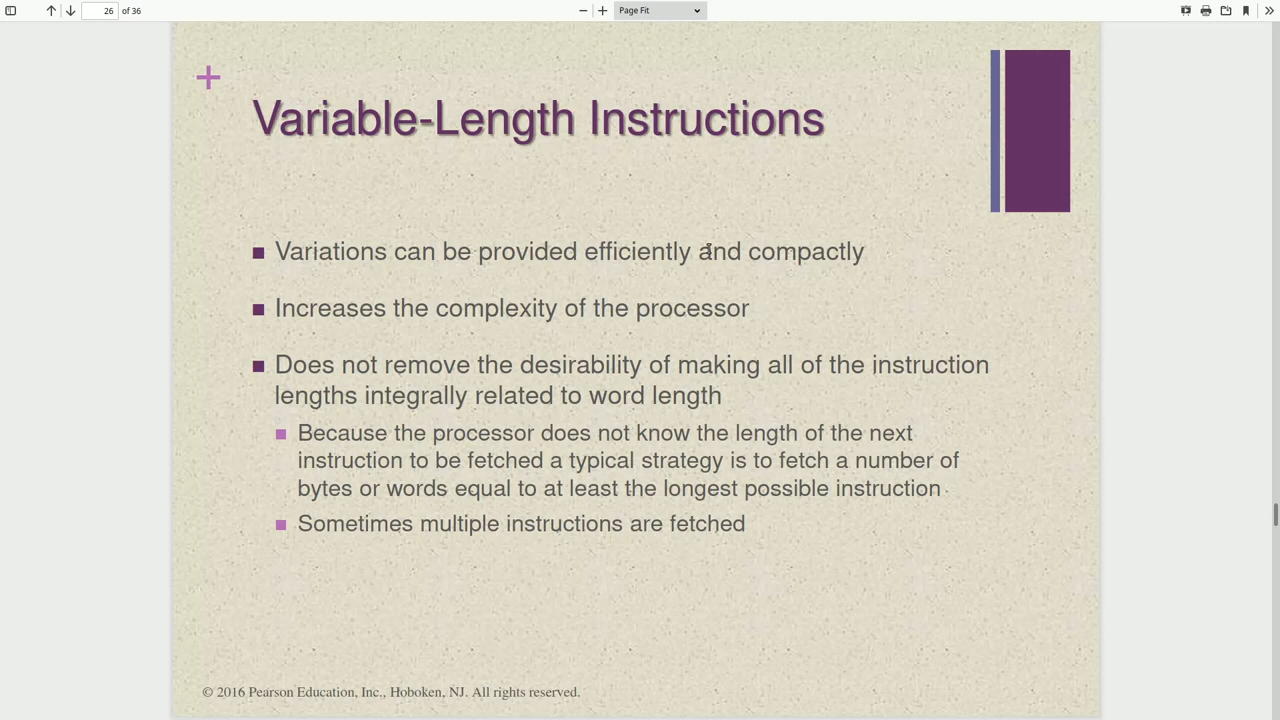 26 of 36
Page Fit
+
Variable-Length Instructions
■ Variations can be provided efficiently and compactly
■ Increases the complexity of the processor
■ Does not remove the desirability of making all of the instruction
lengths integrally related to word length
■ Because the processor does not know the length of the next
instruction to be fetched a typical strategy is to fetch a number of
bytes or words equal to at least the longest possible instruction
■ Sometimes multiple instructions are fetched
© 2016 Pearson Education, Inc., Hoboken, NJ. All rights reserved.